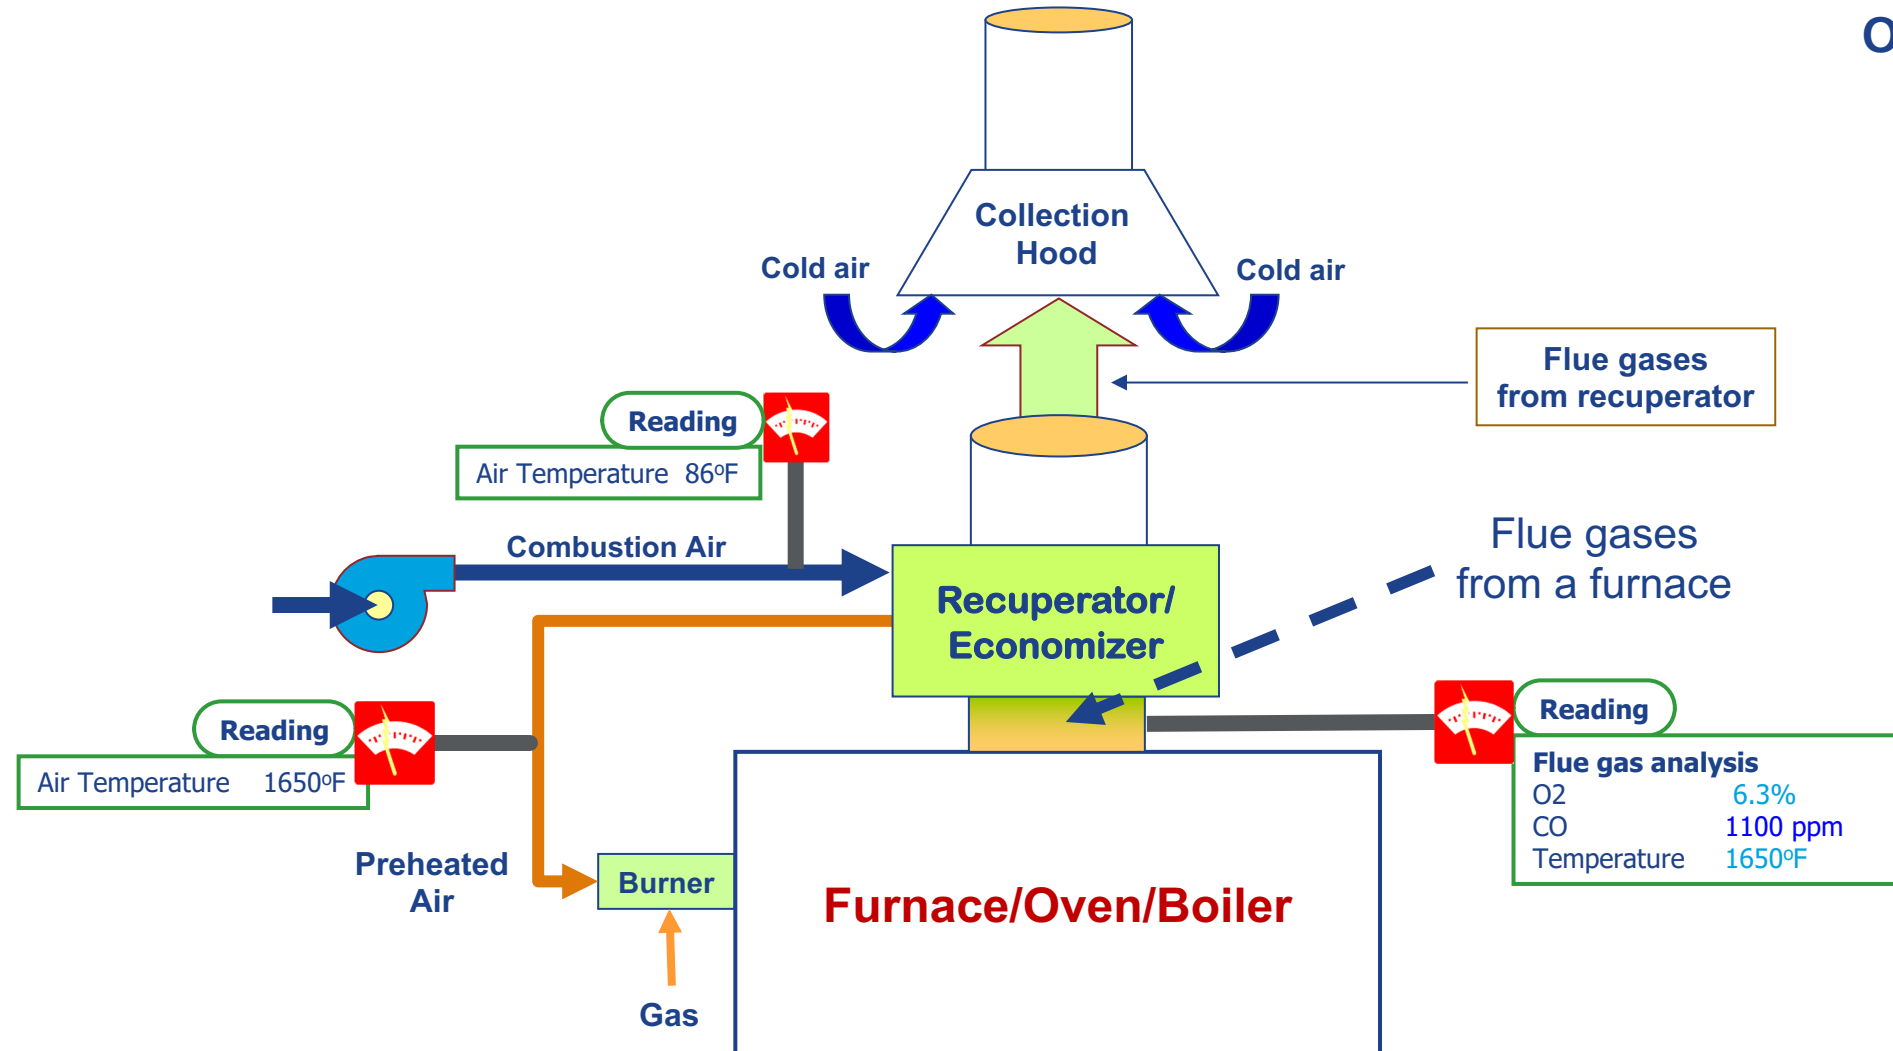 O
Collection
Hood
Cold air
Cold air
Flue gases
from recuperator
Reading
Air Temperature 86ºF
Combustion Air
Flue gases
from a furnace
Recuperator/
Economizer
Reading
Air Temperature 1650ºF
Reading
Flue gas analysis
O2 6.3%
CO 1100 ppm
Temperature 1650ºF
Preheated
Air
Burner
Furnace/Oven/Boiler
Gas